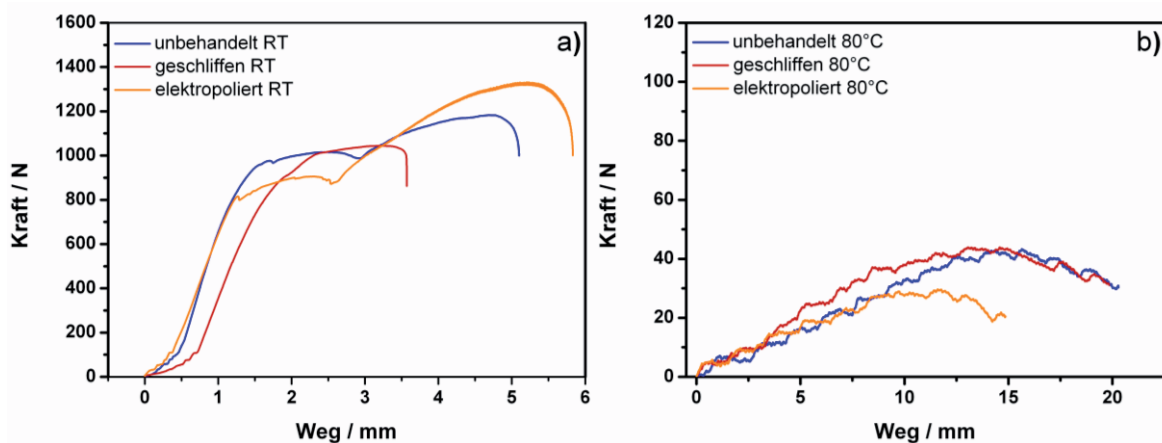 a)
unbehandelt RT
geschliffen RT
elektropoliert RT
Kraft / N
1600
1400
1200
1000
800
600
400
200
0
0 1 2 3 4 5 6
Weg / mm
b)
unbehandelt 80°C
geschliffen 80°C
elektropoliert 80°C
Kraft / N
120
100
80
60
40
20
0
0 5 10 15 20
Weg / mm